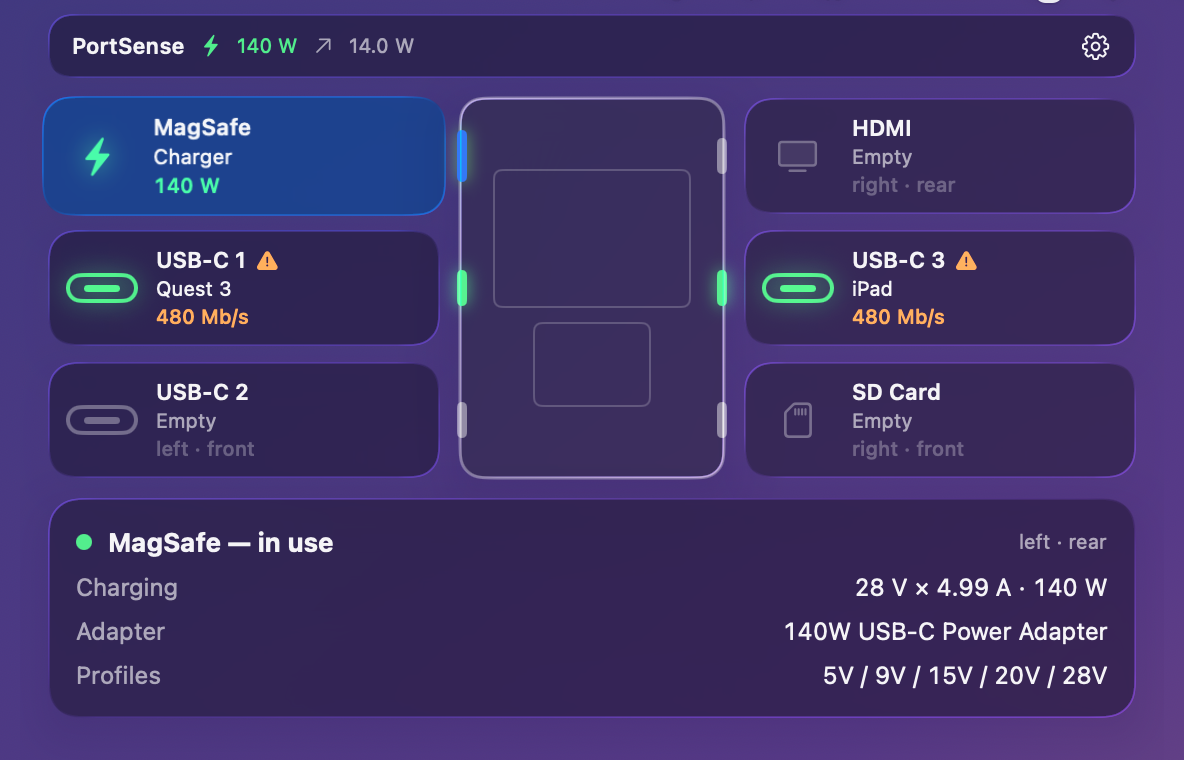 PortSense 140 W 14.0 W
MagSafe
Charger
140 W
HDMI
Empty
right · rear
USB-C 1
Quest 3
480 Mb/s
USB-C 3
iPad
480 Mb/s
USB-C 2
Empty
left · front
SD Card
Empty
right · front
MagSafe — in use left · rear
Charging 28 V × 4.99 A · 140 W
Adapter 140W USB-C Power Adapter
Profiles 5V / 9V / 15V / 20V / 28V